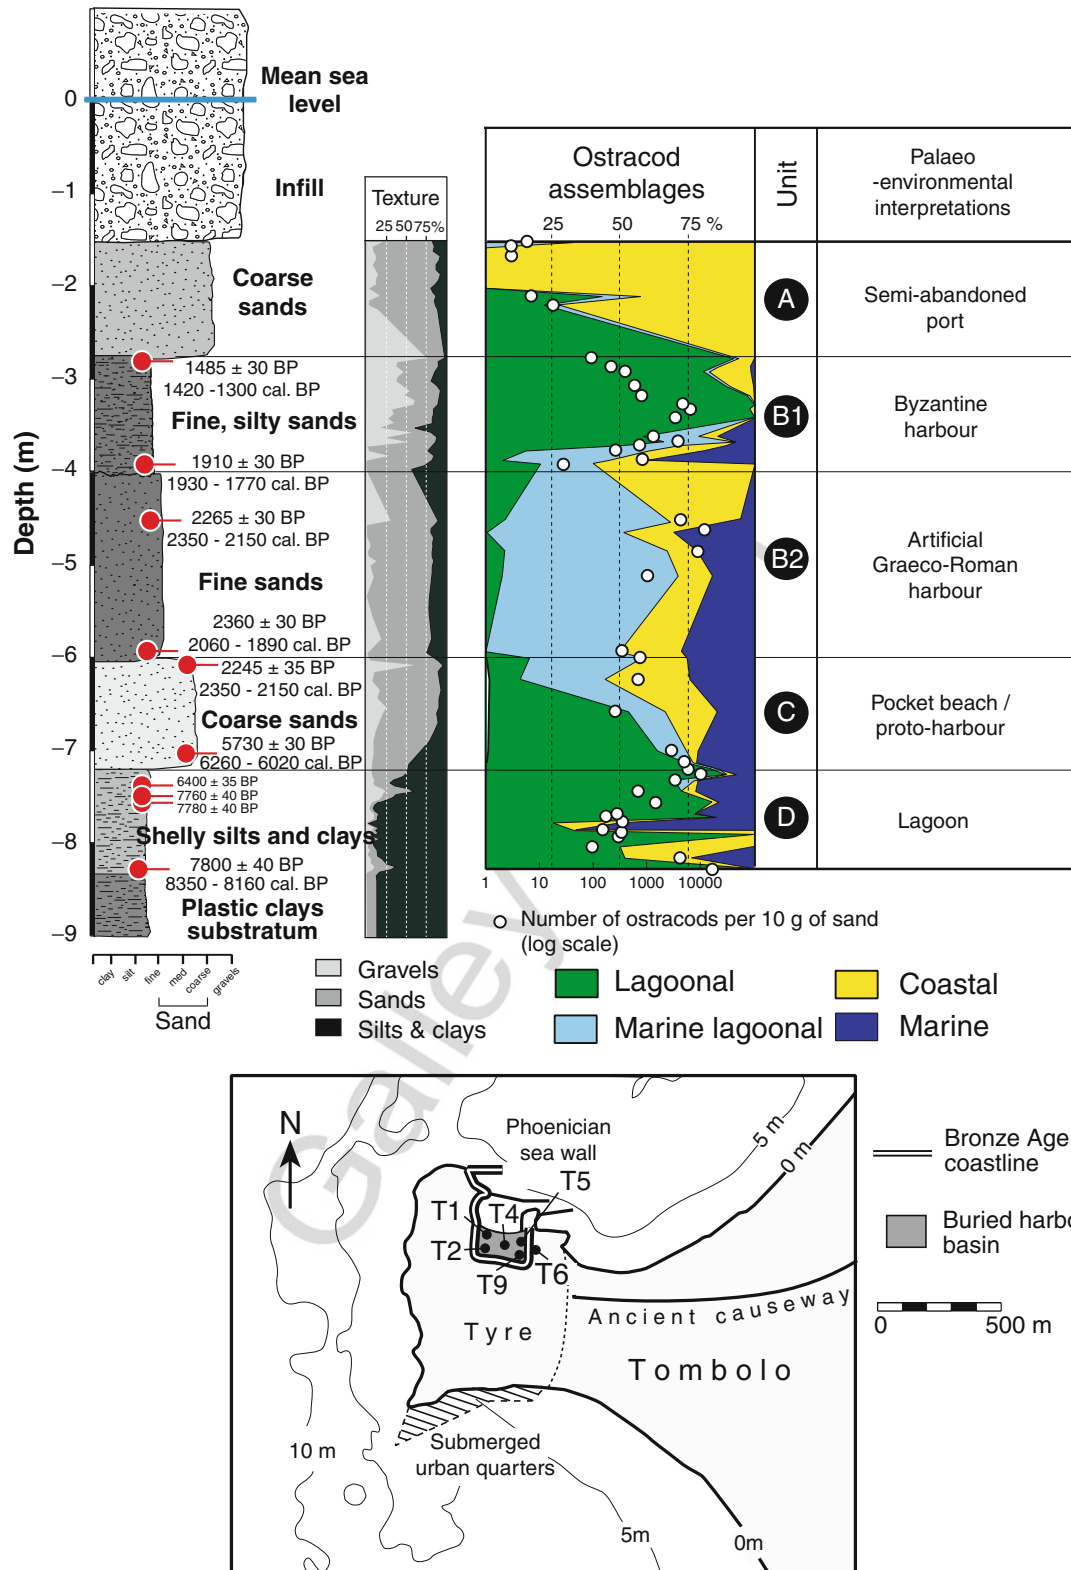 Mean sea
level
Infill
Coarse
sands
1485 ± 30 BP
1420 -1300 cal. BP
Fine, silty sands
1910 ± 30 BP
1930 - 1770 cal. BP
2265 ± 30 BP
2350 - 2150 cal. BP
Fine sands
2360 ± 30 BP
2060 - 1890 cal. BP
2245 ± 35 BP
2350 - 2150 cal. BP
Coarse sands
5730 ± 30 BP
6260 - 6020 cal. BP
6400 ± 35 BP
7760 ± 40 BP
7780 ± 40 BP
Shelly silts and clays
7800 ± 40 BP
8350 - 8160 cal. BP
Plastic clays
substratum
Depth (m)
0
–1
–2
–3
–4
–5
–6
–7
–8
–9
clay
silt
fine
med
coarse
gravels
Sand
Texture
25 50 75%
Gravels
Sands
Silts & clays
Ostracod
assemblages
25 50 75 %
Unit
Palaeo
-environmental
interpretations
A
Semi-abandoned
port
B1
Byzantine
harbour
B2
Artificial
Graeco-Roman
harbour
C
Pocket beach /
proto-harbour
D
Lagoon
1 10 100 1000 10000
Number of ostracods per 10 g of sand
(log scale)
Lagoonal
Coastal
Marine lagoonal
Marine
Galley
N
Phoenician
sea wall
T5
T1
T4
T2
T6
T9
Tyre
5 m
0 m
Ancient causeway
Tombolo
Submerged
urban quarters
10 m
5m
0m
Bronze Age
coastline
Buried harbo
basin
0 500 m